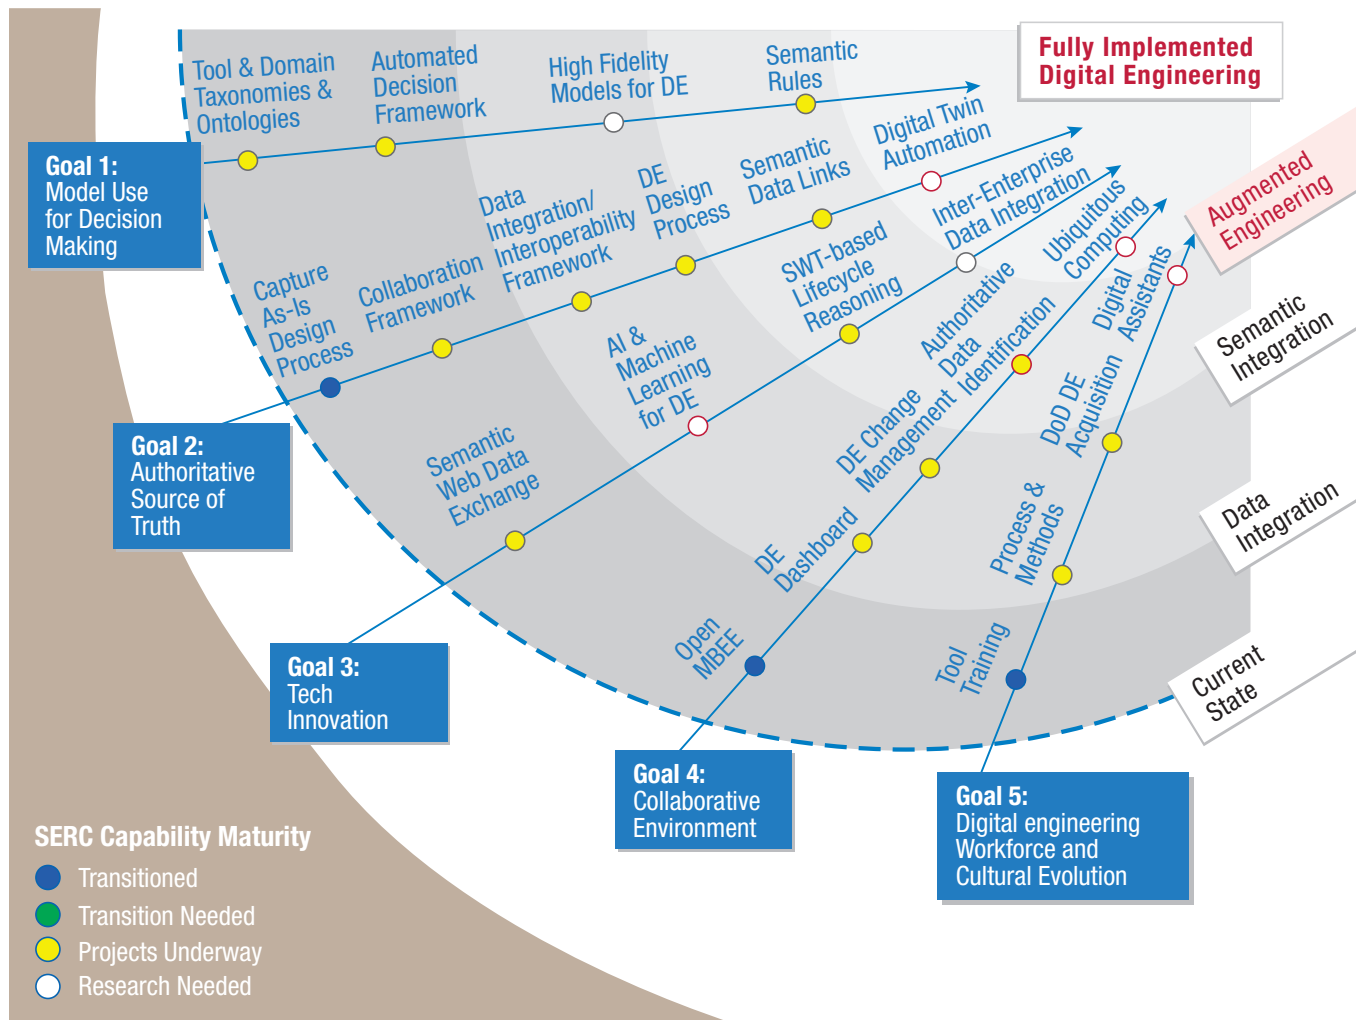 Fully Implemented
Digital Engineering
Tool & Domain
Taxonomies &
Ontologies
Automated
Decision
Framework
High Fidelity
Models for DE
Semantic
Rules
Goal 1:
Model Use
for Decision
Making
Capture
As-Is
Design
Process
Collaboration
Framework
Data
Integration/
Interoperability
Framework
DE
Design
Process
Semantic
Data Links
Digital Twin
Automation
Goal 2:
Authoritative
Source of
Truth
Semantic
Web Data
Exchange
AI &
Machine
Learning
for DE
SWT-based
Lifecycle
Reasoning
Inter-Enterprise
Data Integration
Goal 3:
Tech
Innovation
Open
MBEE
DE
Dashboard
DE Change
Management
Authoritative
Data
Identification
Ubiquitous
Computing
Goal 4:
Collaborative
Environment
Tool
Training
Process &
Methods
DoD DE
Acquisition
Digital
Assistants
Goal 5:
Digital engineering
Workforce and
Cultural Evolution
Augmented
Engineering
Semantic
Integration
Data
Integration
Current
State
SERC Capability Maturity
Transitioned
Transition Needed
Projects Underway
Research Needed